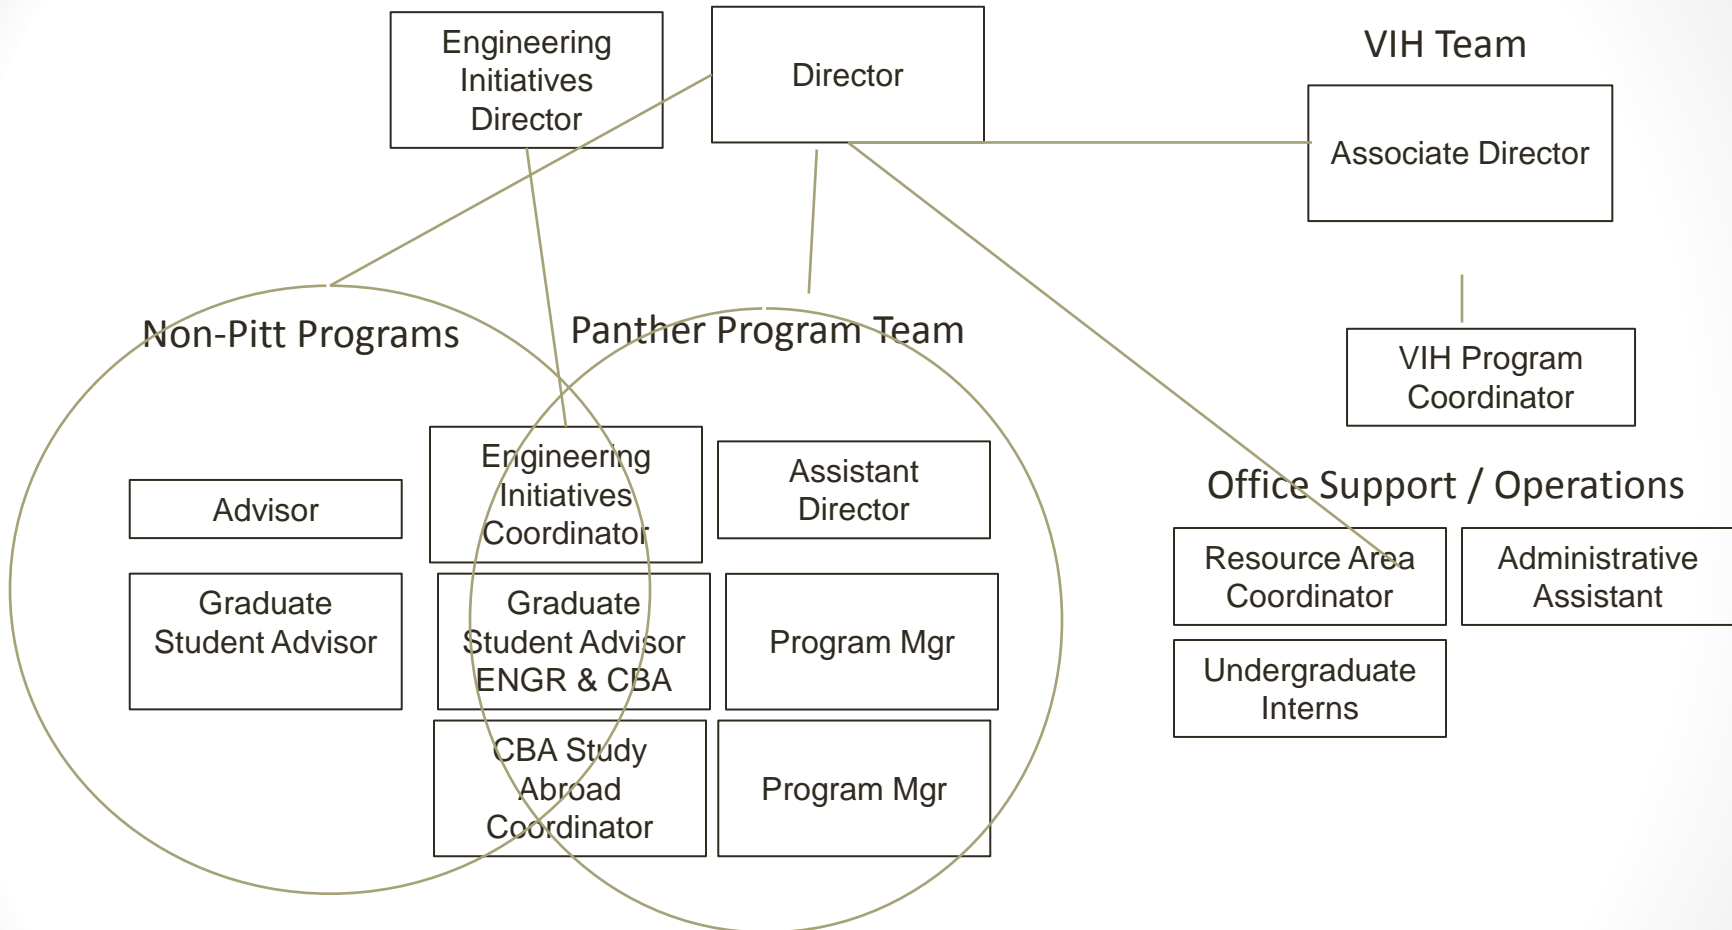 Engineering
Initiatives
Director
Director
VIH Team
Associate Director
Non-Pitt Programs
Panther Program Team
VIH Program
Coordinator
Advisor
Engineering
Initiatives
Coordinator
Assistant
Director
Office Support / Operations
Graduate
Student Advisor
Graduate
Student Advisor
ENGR & CBA
Program Mgr
Resource Area
Coordinator
Administrative
Assistant
Undergraduate
Interns
CBA Study
Abroad
Coordinator
Program Mgr